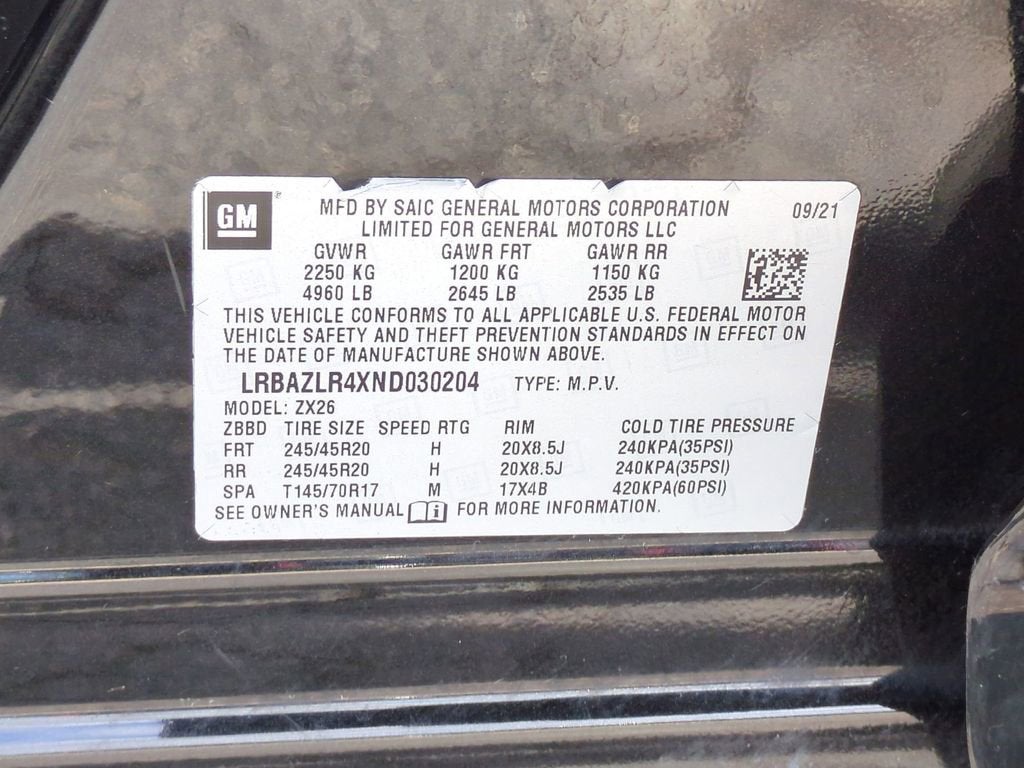 GM
MFD BY SAIC GENERAL MOTORS CORPORATION 09/21
LIMITED FOR GENERAL MOTORS LLC
GVWR GAWR FRT GAWR RR
2250 KG 1200 KG 1150 KG
4960 LB 2645 LB 2535 LB
THIS VEHICLE CONFORMS TO ALL APPLICABLE U.S. FEDERAL MOTOR
VEHICLE SAFETY AND THEFT PREVENTION STANDARDS IN EFFECT ON
THE DATE OF MANUFACTURE SHOWN ABOVE.
LRBAZLR4XND030204 TYPE: M.P.V.
MODEL: ZX26
ZBBD TIRE SIZE SPEED RTG RIM COLD TIRE PRESSURE
FRT 245/45R20 H 20X8.5J 240KPA(35PSI)
RR 245/45R20 H 20X8.5J 240KPA(35PSI)
SPA T145/70R17 M 17X4B 420KPA(60PSI)
SEE OWNER'S MANUAL FOR MORE INFORMATION.